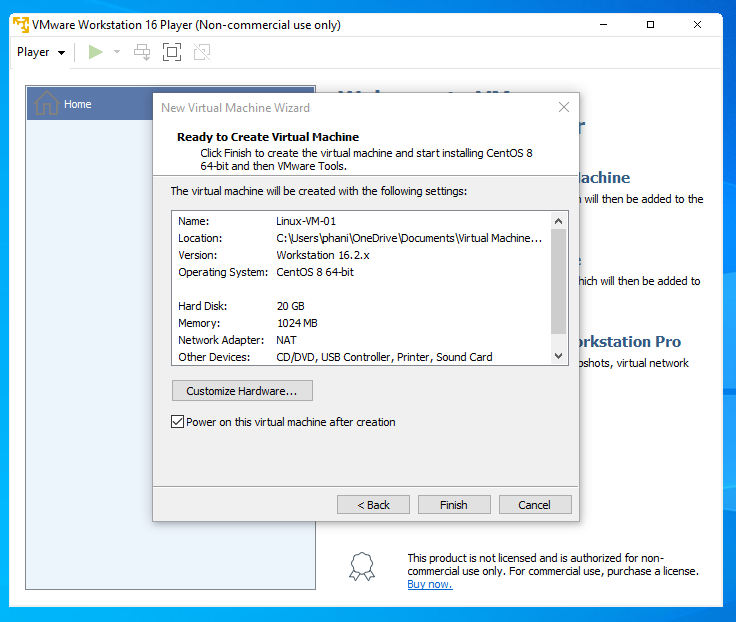 VMware Workstation 16 Player (Non-commercial use only)
Player
Home
New Virtual Machine Wizard
Ready to Create Virtual Machine
Click Finish to create the virtual machine and start installing CentOS 8
64-bit and then VMware Tools.
The virtual machine will be created with the following settings:
Name: Linux-VM-01
Location: C:\Users\phani\OneDrive\Documents\Virtual Machine...
Version: Workstation 16.2.x
Operating System: CentOS 8 64-bit
Hard Disk: 20 GB
Memory: 1024 MB
Network Adapter: NAT
Other Devices: CD/DVD, USB Controller, Printer, Sound Card
Customize Hardware...
Power on this virtual machine after creation
< Back Finish Cancel
will then be added to the
will then be added to
Pro
virtual network
This product is not licensed and is authorized for non-
commercial use only. For commercial use, purchase a license.
Buy now.